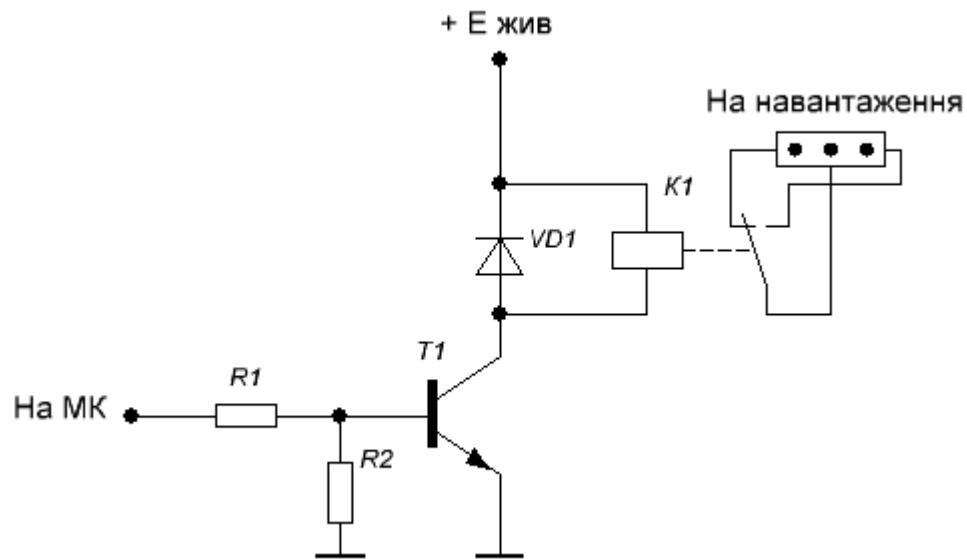 + Е жив
На навантаження
K1
VD1
T1
R1
На МК
R2